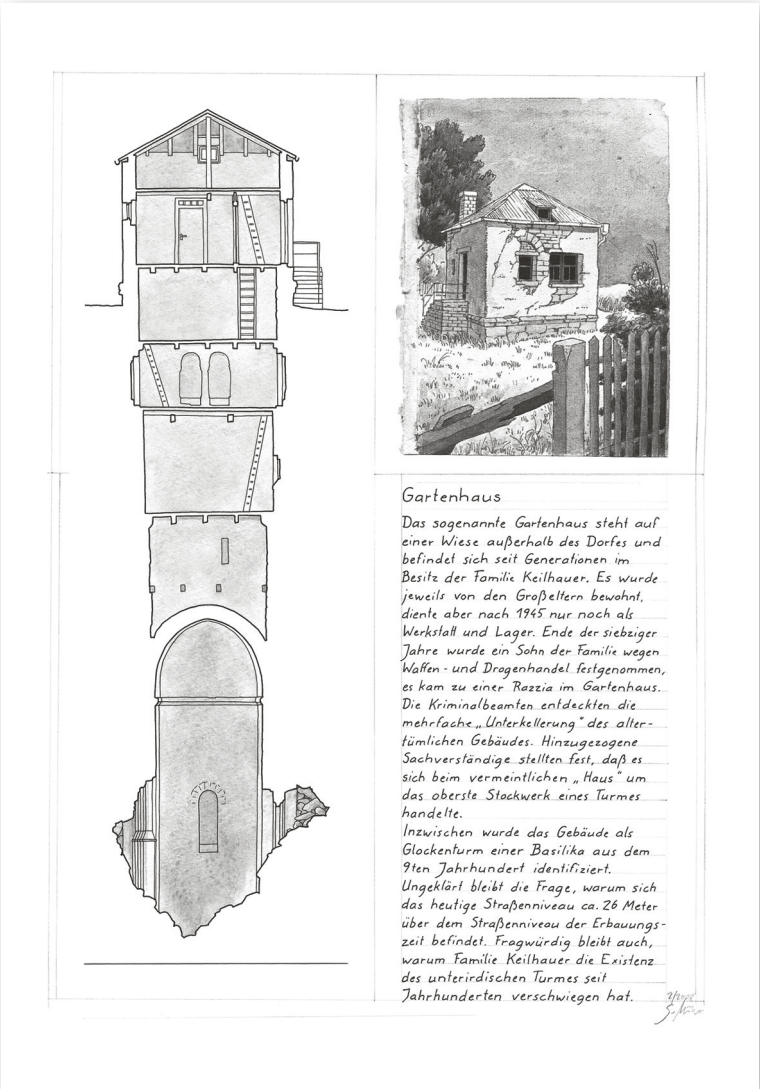 Gartenhaus
Das sogenannte Gartenhaus steht auf
einer Wiese außerhalb des Dorfes und
befindet sich seit Generationen im
Besitz der Familie Keilhauer. Es wurde
jeweils von den Großeltern bewohnt,
diente aber nach 1945 nur noch als
Werkstatt und Lager. Ende der siebziger
Jahre wurde ein Sohn der Familie wegen
Waffen- und Drogenhandel festgenommen,
es kam zu einer Razzia im Gartenhaus.
Die Kriminalbeamten entdeckten die
mehrfache „Unterkellerung“ des alter-
tümlichen Gebäudes. Hinzugezogene
Sachverständige stellten fest, daß es
sich beim vermeintlichen „Haus“ um
das oberste Stockwerk eines Turmes
handelte.
Inzwischen wurde das Gebäude als
Glockenturm einer Basilika aus dem
9ten Jahrhundert identifiziert.
Ungeklärt bleibt die Frage, warum sich
das heutige Straßenniveau ca. 26 Meter
über dem Straßenniveau der Erbauungs-
zeit befindet. Fragwürdig bleibt auch,
warum Familie Keilhauer die Existenz
des unterirdischen Turmes seit
Jahrhunderten verschwiegen hat.